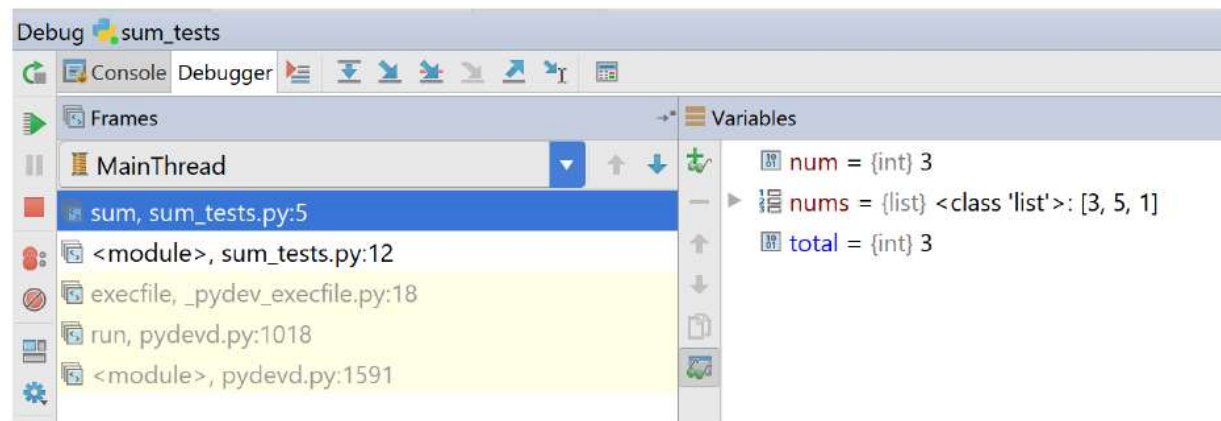 Debug sum_tests
Console Debugger
Frames
Variables
MainThread
sum, sum_tests.py:5
<module>, sum_tests.py:12
execfile, _pydev_execfile.py:18
run, pydevd.py:1018
<module>, pydevd.py:1591
num = {int} 3
nums = {list} <class 'list'>: [3, 5, 1]
total = {int} 3